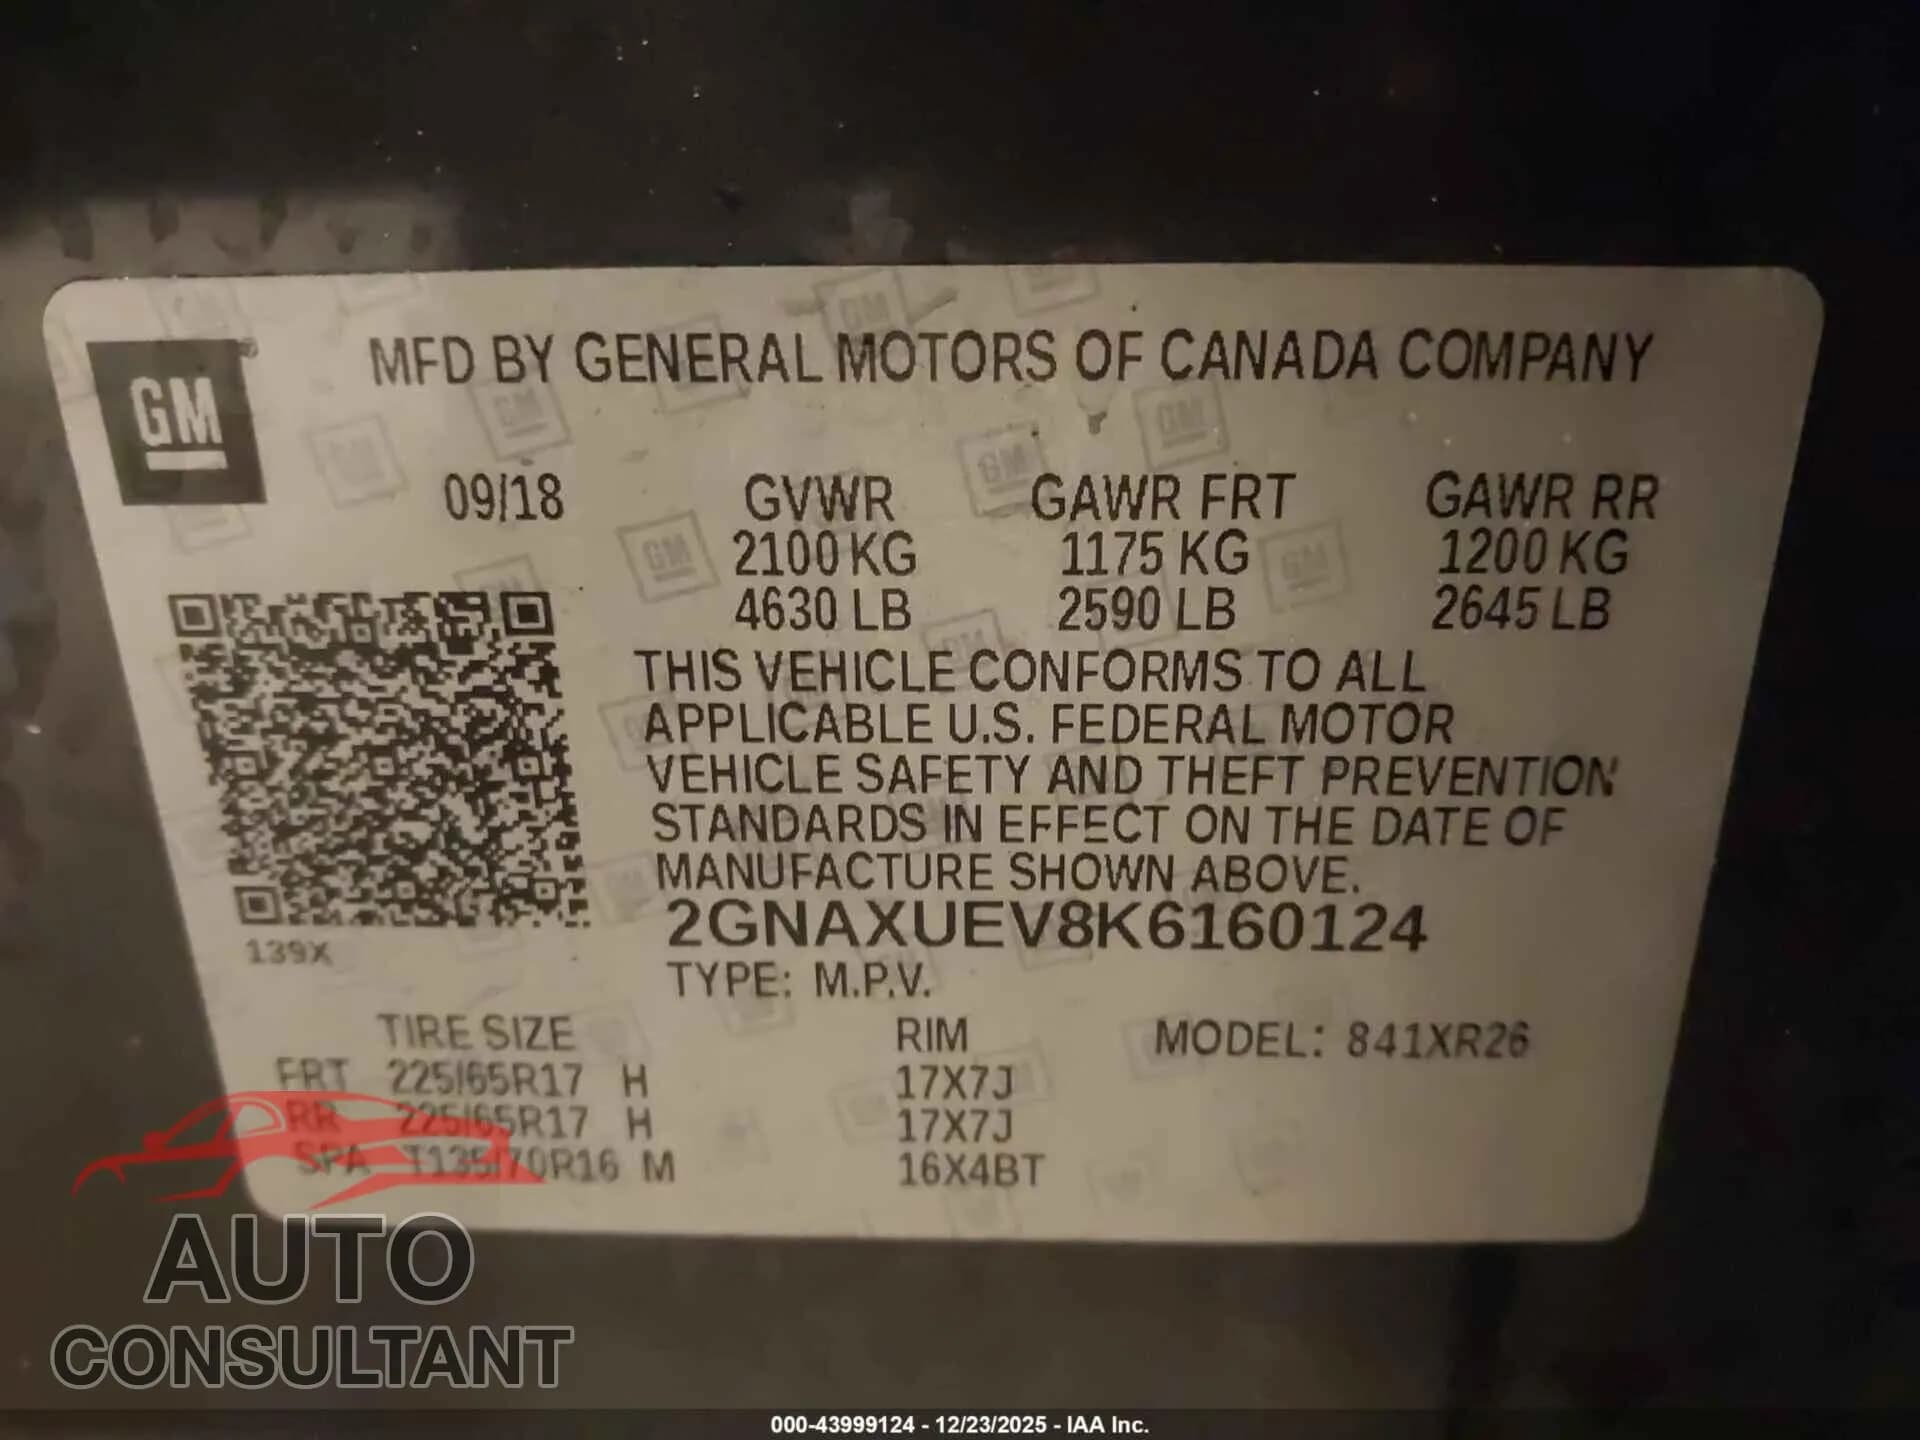 GM
MFD BY GENERAL MOTORS OF CANADA COMPANY
09/18 GVWR GAWR FRT GAWR RR
2100 KG 1175 KG 1200 KG
4630 LB 2590 LB 2645 LB
THIS VEHICLE CONFORMS TO ALL
APPLICABLE U.S. FEDERAL MOTOR
VEHICLE SAFETY AND THEFT PREVENTION
STANDARDS IN EFFECT ON THE DATE OF
MANUFACTURE SHOWN ABOVE.
2GNAXUEV8K6160124
139X
TYPE: M.P.V.
TIRE SIZE RIM MODEL: 841XR26
FRT 225/65R17 H 17X7J
RR 225/65R17 H 17X7J
SPA T135/70R16 M 16X4BT
AUTO
CONSULTANT
000-43999124 - 12/23/2025 - IAA Inc.